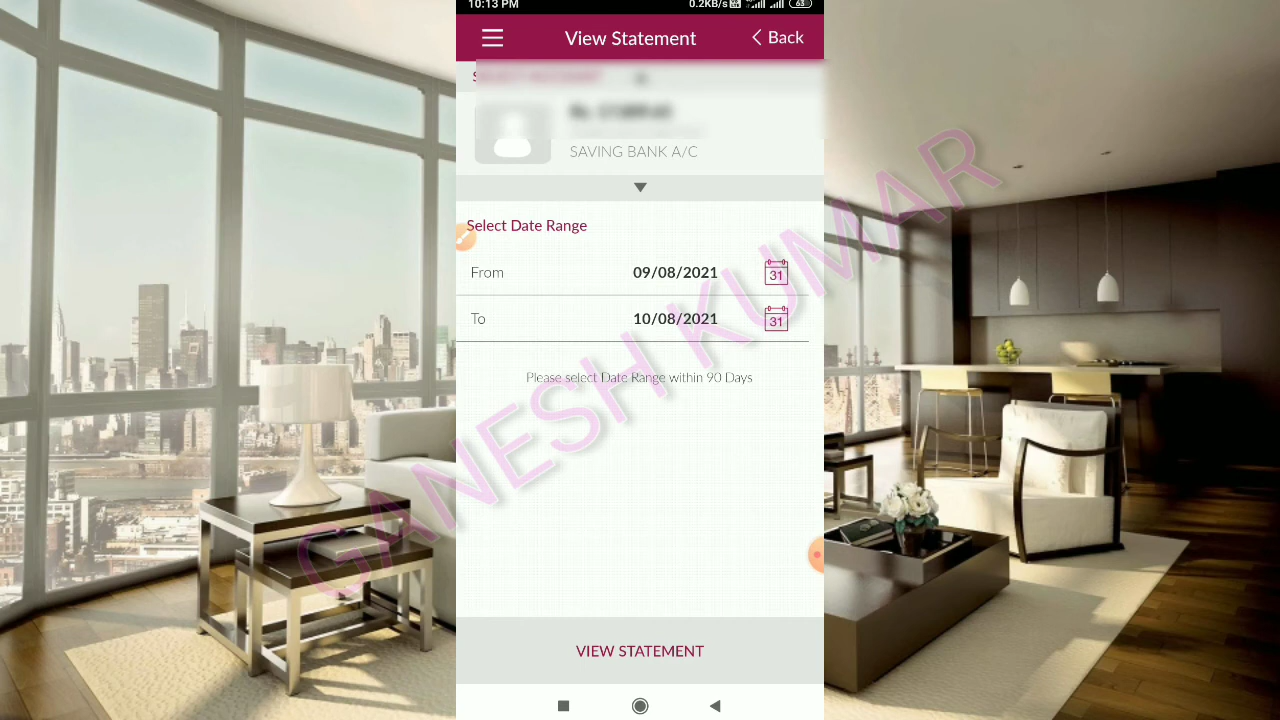 10:13 PM 0.2KB/s 63
View Statement
Back
SAVING BANK A/C
Select Date Range
From 09/08/2021 31
To 10/08/2021 31
Please select Date Range within 90 Days
GANESH KUMAR
VIEW STATEMENT